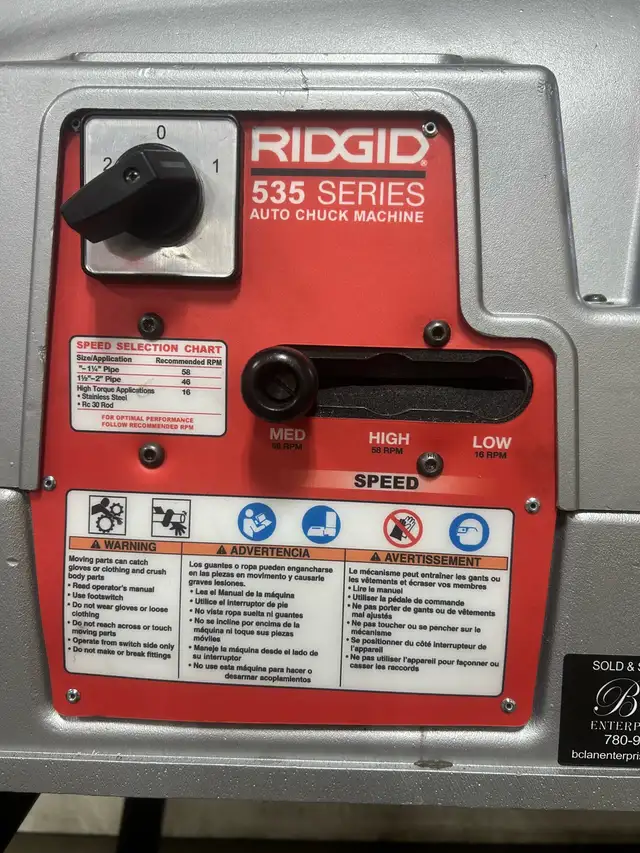 0
2
1
RIDGID®
535 SERIES
AUTO CHUCK MACHINE
SPEED SELECTION CHART
Size/Application Recommended RPM
"-1¼" Pipe 58
1½"-2" Pipe 46
High Torque Applications 16
• Stainless Steel
• Rc 30 Rod
FOR OPTIMAL PERFORMANCE
FOLLOW RECOMMENDED RPM
MED
RPM
HIGH
58 RPM
LOW
16 RPM
SPEED
WARNING
Moving parts can catch
gloves or clothing and crush
body parts
• Read operator's manual
• Use footswitch
• Do not wear gloves or loose
clothing
• Do not reach across or touch
moving parts
• Operate from switch side only
• Do not make or break fittings
ADVERTENCIA
Los guantes o ropa pueden engancharse
en las piezas en movimiento y causarle
graves lesiones.
• Lea el Manual de la máquina
• Utilice el interruptor de pie
• No vista ropa suelta ni guantes
• No se incline por encima de la
máquina ni toque sus piezas
móviles
• Maneje la máquina desde el lado de
su interruptor
• No use esta máquina para hacer o
desarmar acoplamientos
AVERTISSEMENT
Le mécanisme peut entraîner les gants ou
les vêtements et écraser vos membres
• Lire le manuel
• Utiliser la pédale de commande
• Ne pas porter de gants ou de vêtements
mal ajustés
• Ne pas toucher ou se pencher sur le
mécanisme
• Se positionner du côté interrupteur de
l'appareil
• Ne pas utiliser l'appareil pour façonner ou
casser les raccords
SOLD & S
B
ENTERP
780-9
bclanenterpris